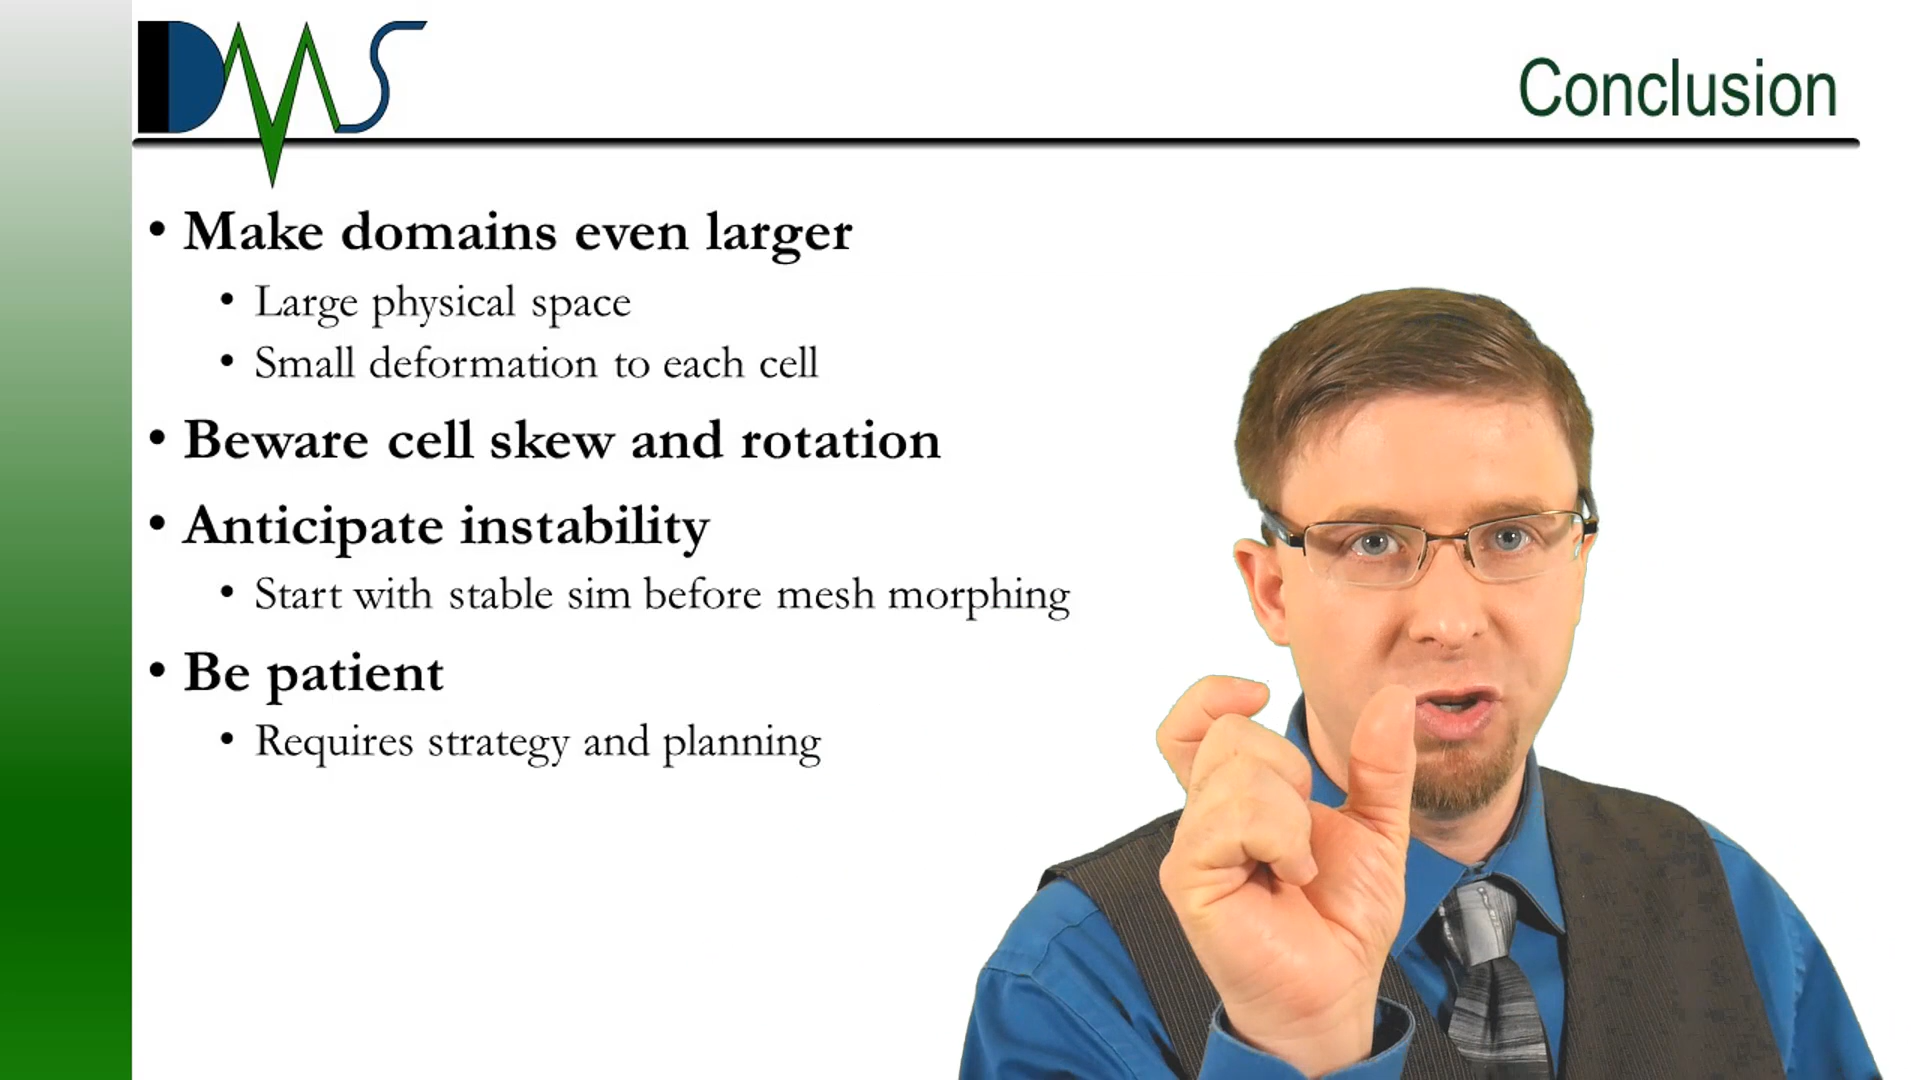 DMS
Conclusion
• Make domains even larger
• Large physical space
• Small deformation to each cell
• Beware cell skew and rotation
• Anticipate instability
• Start with stable sim before mesh morphing
• Be patient
• Requires strategy and planning